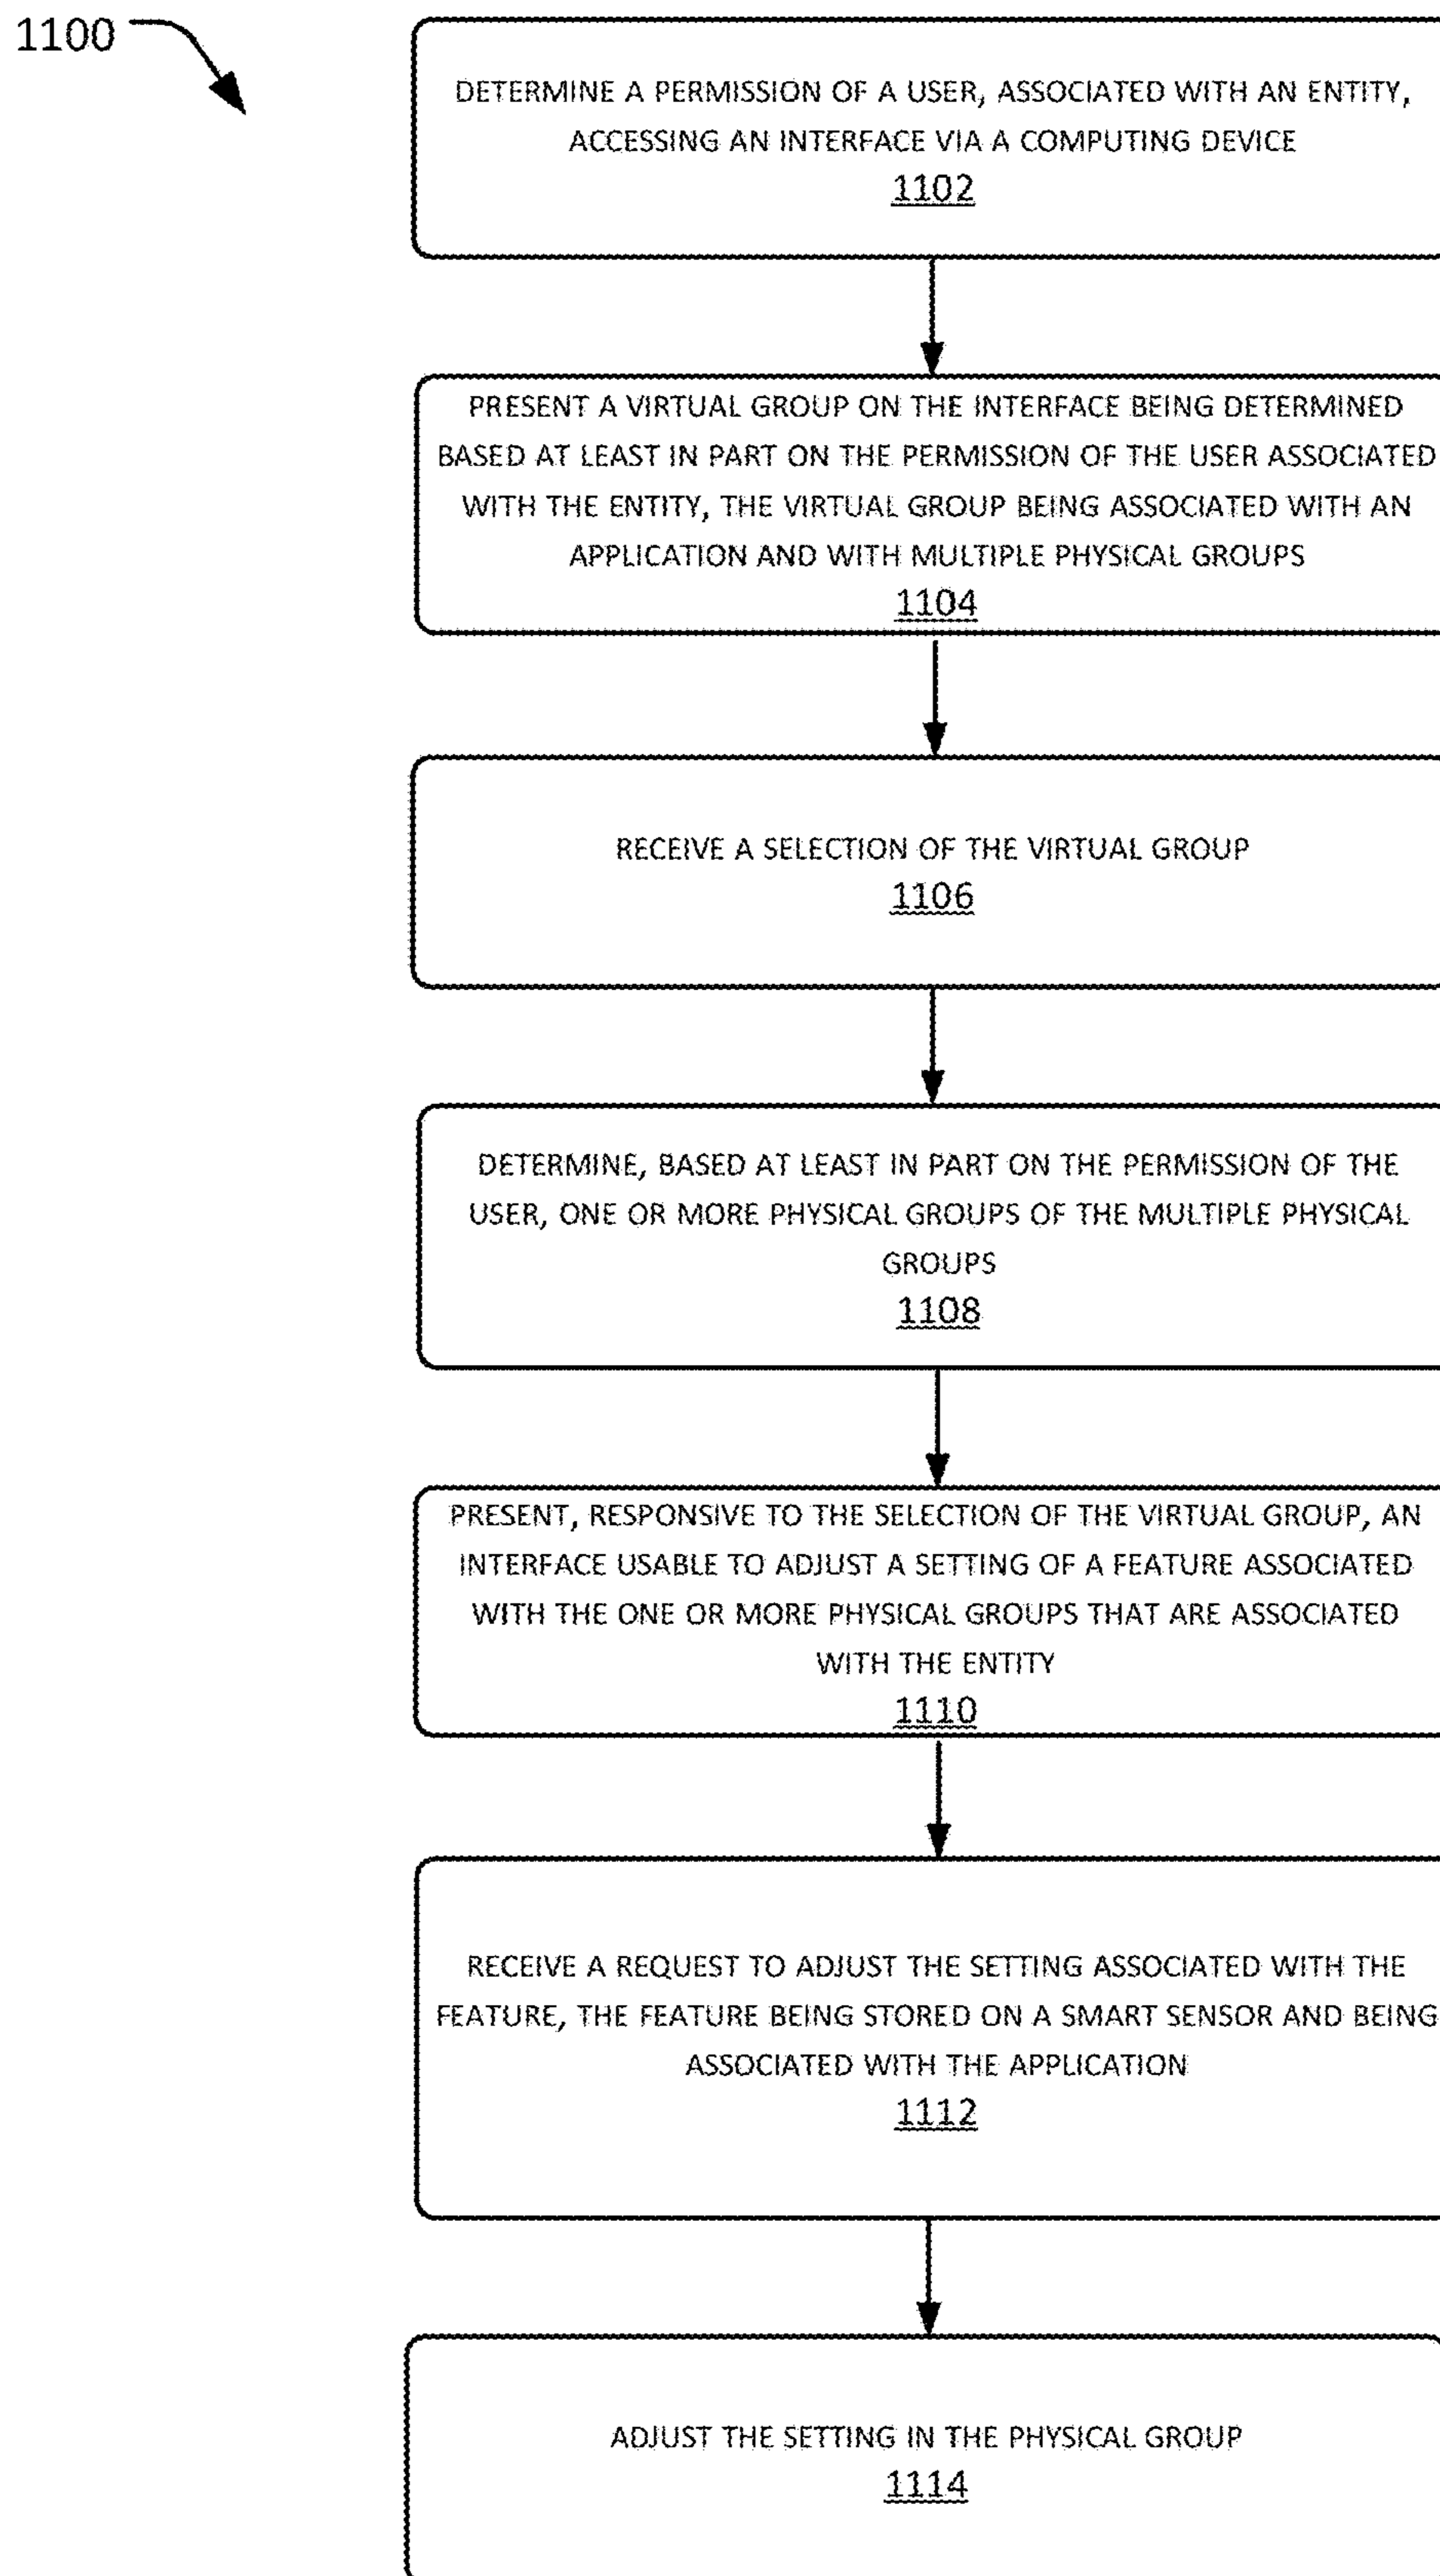 1100
DETERMINE A PERMISSION OF A USER, ASSOCIATED WITH AN ENTITY,
ACCESSING AN INTERFACE VIA A COMPUTING DEVICE
1102
PRESENT A VIRTUAL GROUP ON THE INTERFACE BEING DETERMINED
BASED AT LEAST IN PART ON THE PERMISSION OF THE USER ASSOCIATED
WITH THE ENTITY, THE VIRTUAL GROUP BEING ASSOCIATED WITH AN
APPLICATION AND WITH MULTIPLE PHYSICAL GROUPS
1104
RECEIVE A SELECTION OF THE VIRTUAL GROUP
1106
DETERMINE, BASED AT LEAST IN PART ON THE PERMISSION OF THE
USER, ONE OR MORE PHYSICAL GROUPS OF THE MULTIPLE PHYSICAL
GROUPS
1108
PRESENT, RESPONSIVE TO THE SELECTION OF THE VIRTUAL GROUP, AN
INTERFACE USABLE TO ADJUST A SETTING OF A FEATURE ASSOCIATED
WITH THE ONE OR MORE PHYSICAL GROUPS THAT ARE ASSOCIATED
WITH THE ENTITY
1110
RECEIVE A REQUEST TO ADJUST THE SETTING ASSOCIATED WITH THE
FEATURE, THE FEATURE BEING STORED ON A SMART SENSOR AND BEING
ASSOCIATED WITH THE APPLICATION
1112
ADJUST THE SETTING IN THE PHYSICAL GROUP
1114